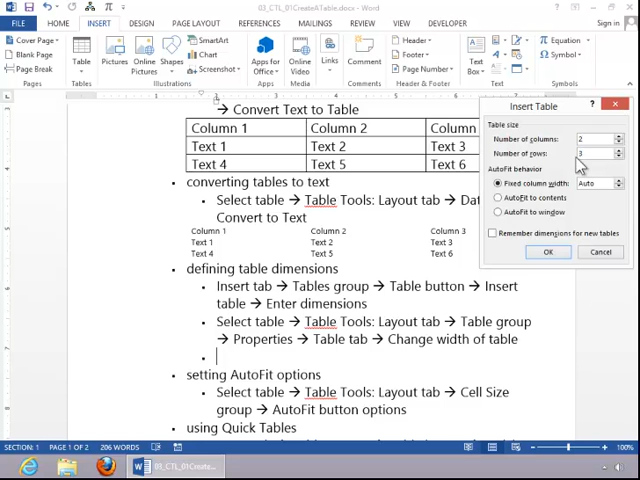 03_CTL_01CreateATable.docx - Word
FILE HOME INSERT DESIGN PAGE LAYOUT REFERENCES MAILINGS REVIEW VIEW DEVELOPER Sign in
Cover Page
Blank Page
Page Break
Pages
Table
Tables
Pictures
Shapes
SmartArt
Chart
Illustrations
Apps for Office
Apps
Online Video
Media
Links
Comment
Comments
Header
Footer
Page Number
Text Box
Text
Equation
Symbol
Symbols
→ Convert Text to Table
Column 1 Column 2 Column 3
Text 1 Text 2 Text 3
Text 4 Text 5 Text 6
• converting tables to text
• Select table → Table Tools: Layout tab → Dat
Convert to Text
Column 1 Column 2 Column 3
Text 1 Text 2 Text 3
Text 4 Text 5 Text 6
• defining table dimensions
• Insert tab → Tables group → Table button → Insert
table → Enter dimensions
• Select table → Table Tools: Layout tab → Table group
→ Properties → Table tab → Change width of table
• setting AutoFit options
• Select table → Table Tools: Layout tab → Cell Size
group → AutoFit button options
• using Quick Tables
Insert Table
Table size
Number of columns: 2
Number of rows: 3
AutoFit behavior
Fixed column width: Auto
AutoFit to contents
AutoFit to window
Remember dimensions for new tables
OK Cancel
SECTION: 1 PAGE 1 OF 2 206 WORDS 100%
03_CTL_01Create...